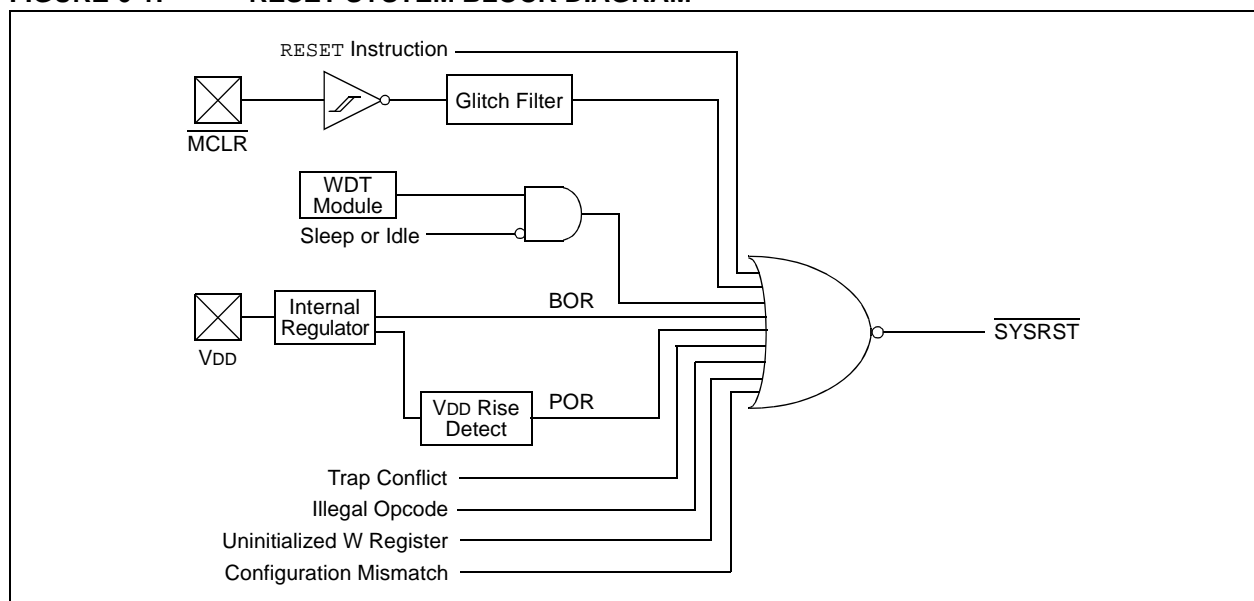 RESET Instruction
Glitch Filter
MCLR
WDT
Module
Sleep or Idle
Internal
Regulator
BOR
VDD
SYSRST
VDD Rise
Detect
POR
Trap Conflict
Illegal Opcode
Uninitialized W Register
Configuration Mismatch